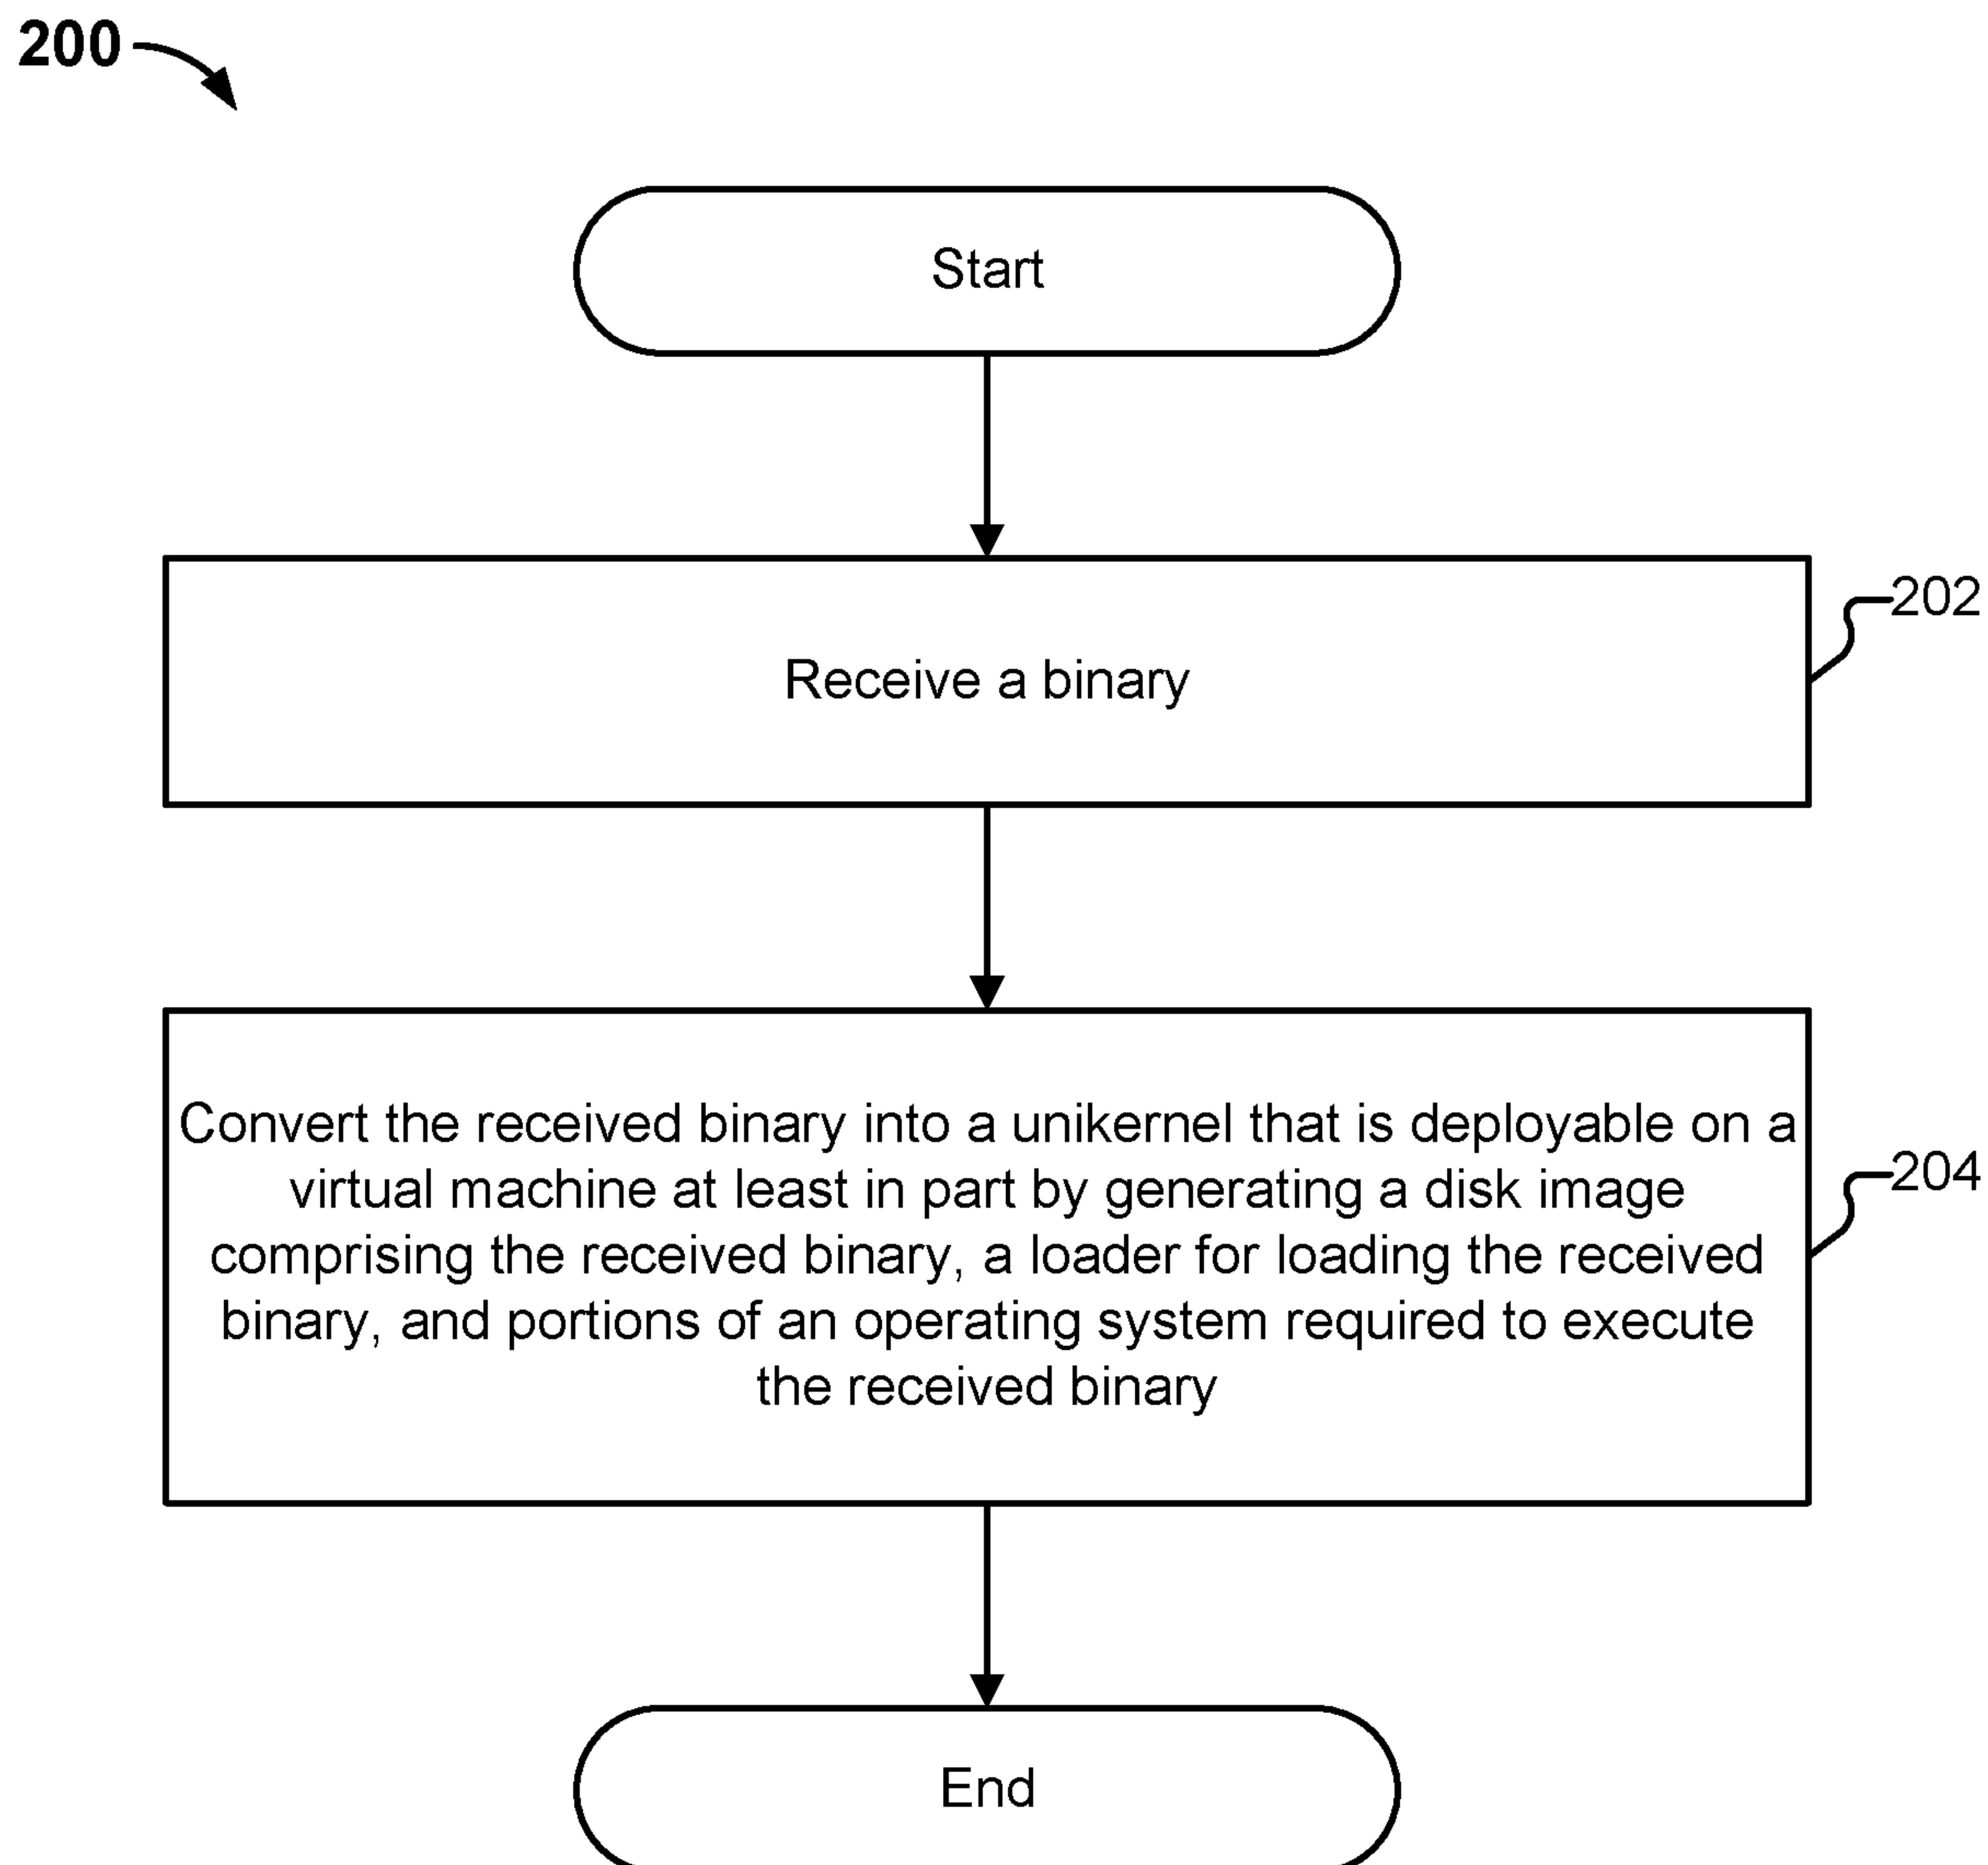 200
Start
Receive a binary
202
Convert the received binary into a unikernel that is deployable on a
virtual machine at least in part by generating a disk image
comprising the received binary, a loader for loading the received
binary, and portions of an operating system required to execute
the received binary
204
End